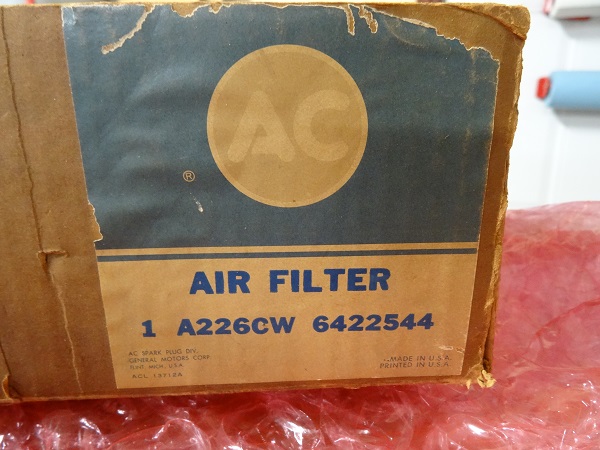 AC
®
AIR FILTER
1 A226CW 6422544
AC SPARK PLUG DIV.
GENERAL MOTORS CORP.
FLINT, MICH. U.S.A.
MADE IN U.S.A.
PRINTED IN U.S.A.